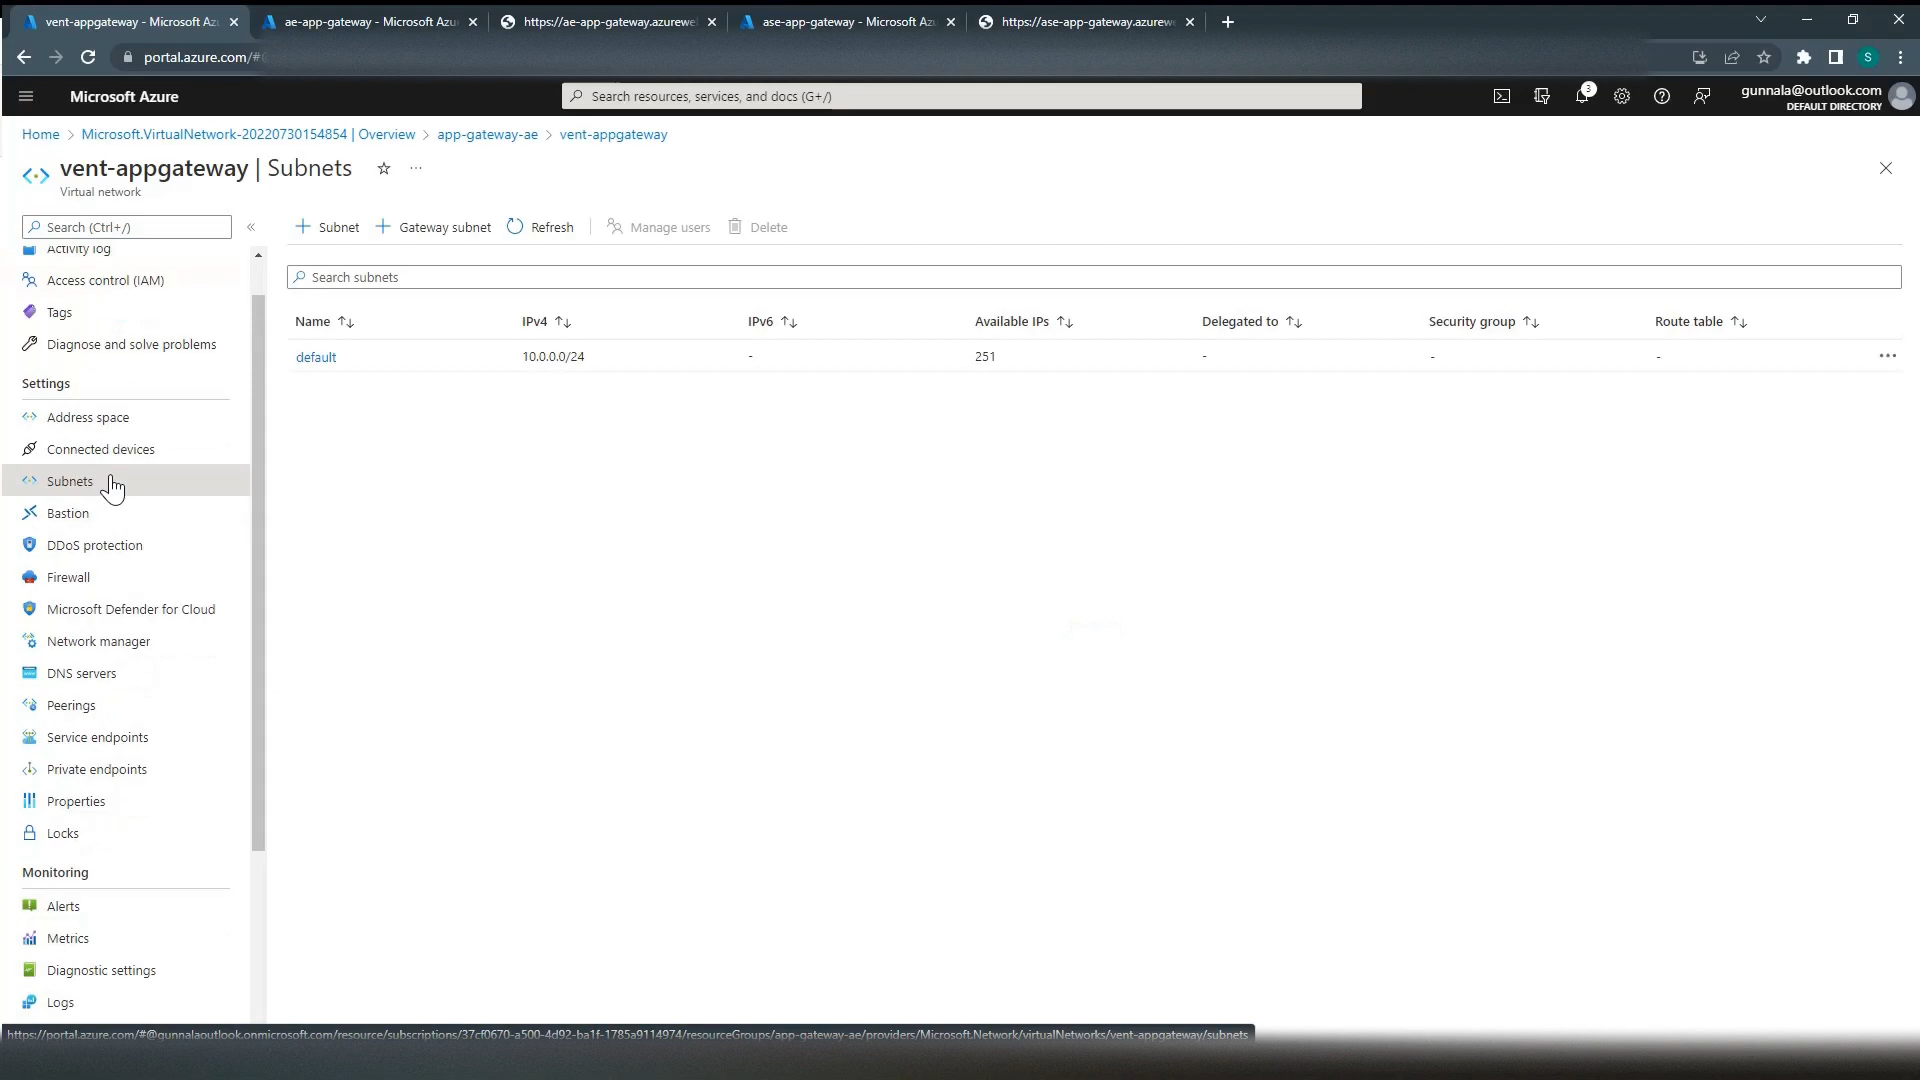 vent-appgateway - Microsoft Azu
ae-app-gateway - Microsoft Azu
https://ae-app-gateway.azurewe
ase-app-gateway - Microsoft Az
https://ase-app-gateway.azurew
portal.azure.com/#
S
Microsoft Azure
Search resources, services, and docs (G+/)
3
gunnala@outlook.com
DEFAULT DIRECTORY
Home > Microsoft.VirtualNetwork-20220730154854 | Overview > app-gateway-ae > vent-appgateway
vent-appgateway | Subnets
Virtual network
Search (Ctrl+/)
Subnet
Gateway subnet
Refresh
Manage users
Delete
Activity log
Access control (IAM)
Tags
Diagnose and solve problems
Settings
Address space
Connected devices
Subnets
Bastion
DDoS protection
Firewall
Microsoft Defender for Cloud
Network manager
DNS servers
Peerings
Service endpoints
Private endpoints
Properties
Locks
Monitoring
Alerts
Metrics
Diagnostic settings
Logs
Search subnets
Name IPv4 IPv6 Available IPs Delegated to Security group Route table
default 10.0.0.0/24 - 251 - - -
https://portal.azure.com/#@gunnalaoutlook.onmicrosoft.com/resource/subscriptions/37cf0670-a500-4d92-ba1f-1785a9114974/resourceGroups/app-gateway-ae/providers/Microsoft.Network/virtualNetworks/vent-appgateway/subnets